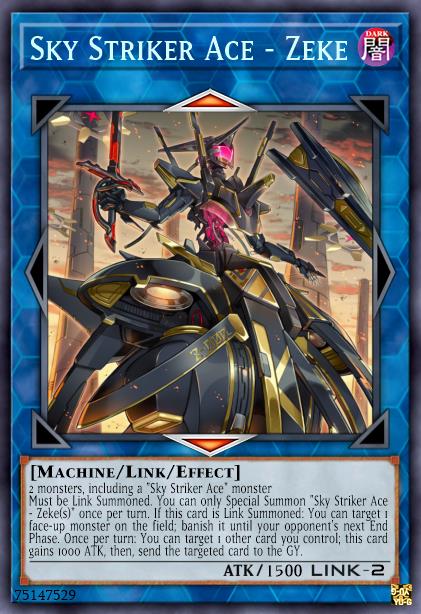 SKY STRIKER ACE - ZEKE
DARK
闇
[MACHINE/LINK/EFFECT]
2 monsters, including a "Sky Striker Ace" monster
Must be Link Summoned. You can only Special Summon "Sky Striker Ace
- Zeke(s)" once per turn. If this card is Link Summoned: You can target 1
face-up monster on the field; banish it until your opponent's next End
Phase. Once per turn: You can target 1 other card you control; this card
gains 1000 ATK, then, send the targeted card to the GY.
ATK/1500 LINK-2
75147529